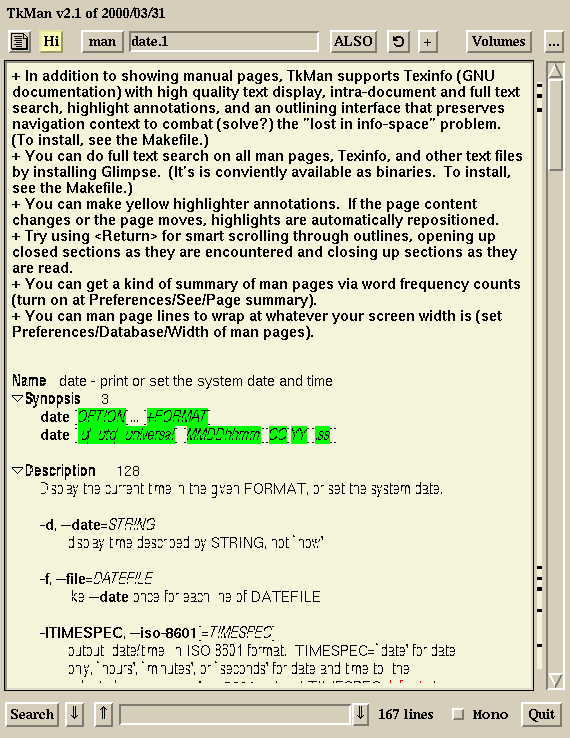 TkMan v2.1 of 2000/03/31
Hi man date.1 ALSO + Volumes ...
+ In addition to showing manual pages, TkMan supports Texinfo (GNU
documentation) with high quality text display, intra-document and full text
search, highlight annotations, and an outlining interface that preserves
navigation context to combat (solve?) the "lost in info-space" problem.
(To install, see the Makefile.)
+ You can do full text search on all man pages, Texinfo, and other text files
by installing Glimpse.  (It's is conviently available as binaries.  To install,
see the Makefile.)
+ You can make yellow highlighter annotations.  If the page content
changes or the page moves, highlights are automatically repositioned.
+ Try using <Return> for smart scrolling through outlines, opening up
closed sections as they are encountered and closing up sections as they
are read.
+ You can get a kind of summary of man pages via word frequency counts
(turn on at Preferences/See/Page summary).
+ You can man page lines to wrap at whatever your screen width is (set
Preferences/Database/Width of man pages).
Name date - print or set the system date and time
Synopsis 3
date [OPTION]... [+FORMAT]
date [-u|--utc|--universal] [MMDDhhmm[[CC]YY][.ss]]
Description 128
Display the current time in the given FORMAT, or set the system date.
-d, --date=STRING
display time described by STRING, not `now'
-f, --file=DATEFILE
like --date once for each line of DATEFILE
-ITIMESPEC, --iso-8601[=TIMESPEC]
output date/time in ISO 8601 format. TIMESPEC=`date' for date
only, `hours', `minutes', or `seconds' for date and time to the
Search 167 lines Mono Quit